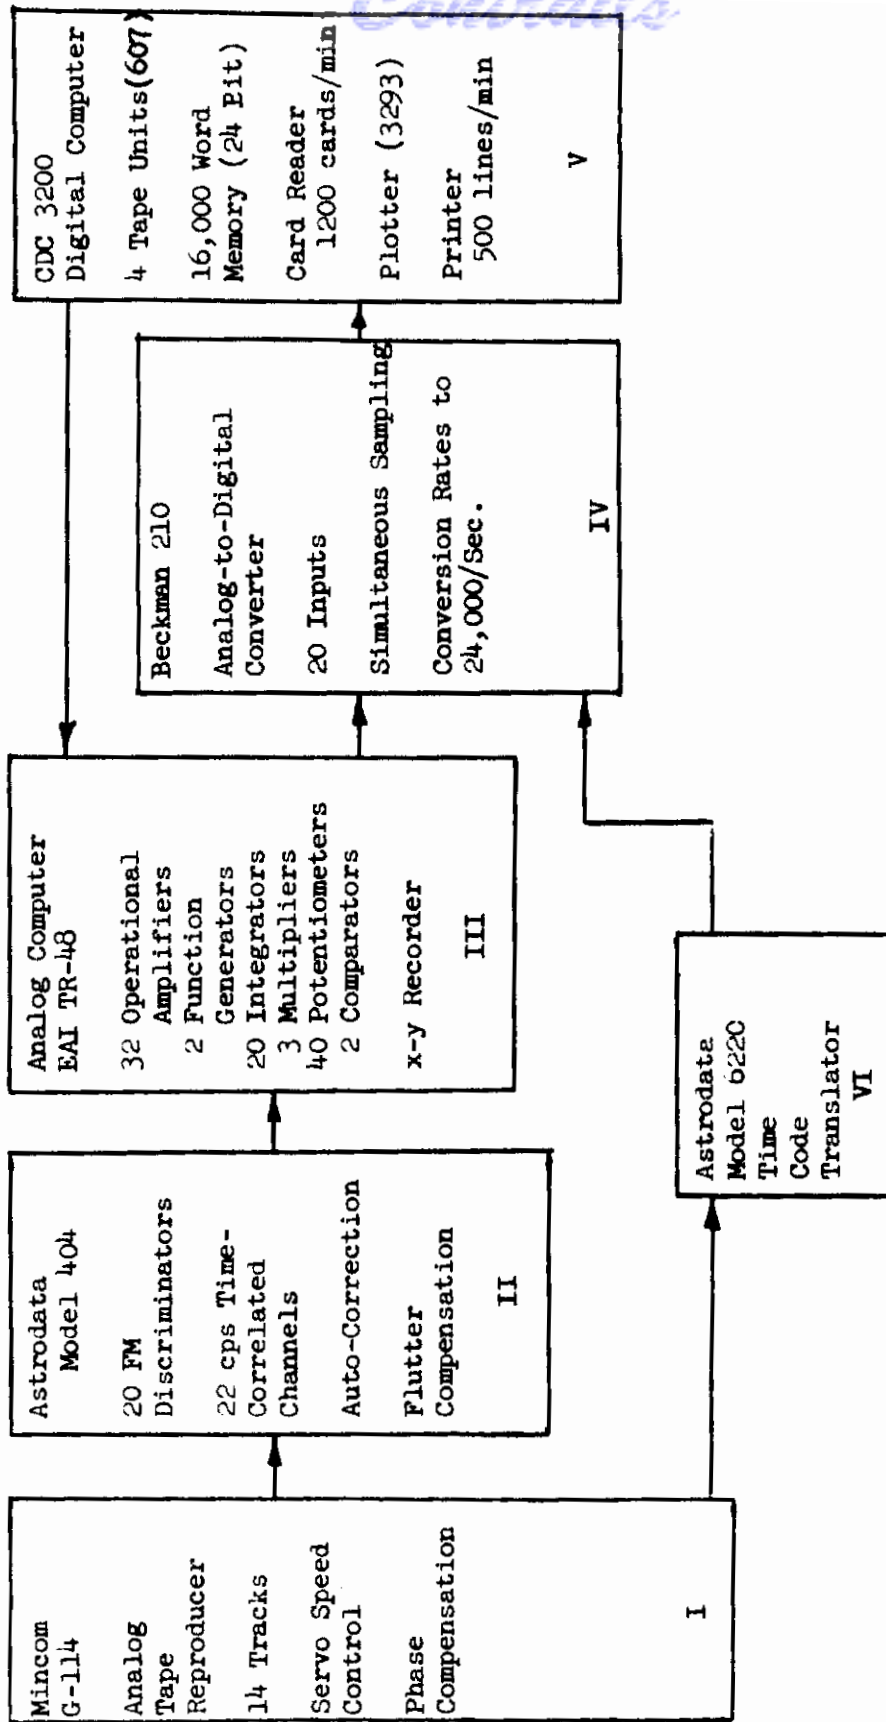 Mincom
G-114
Analog
Tape
Reproducer
14 Tracks
Servo Speed
Control
Phase
Compensation
I
Astrodata
Model 404
20 FM
Discriminators
22 cps Time-
Correlated
Channels
Auto-Correction
Flutter
Compensation
II
Analog Computer
EAI TR-48
32 Operational
Amplifiers
2 Function
Generators
20 Integrators
3 Multipliers
40 Potentiometers
2 Comparators
x-y Recorder
III
Beckman 210
Analog-to-Digital
Converter
20 Inputs
Simultaneous Sampling
Conversion Rates to
24,000/Sec.
IV
CDC 3200
Digital Computer
4 Tape Units(607)
16,000 Word
Memory (24 Bit)
Card Reader
1200 cards/min
Plotter (3293)
Printer
500 lines/min
V
Astrodata
Model 6220
Time
Code
Translator
VI